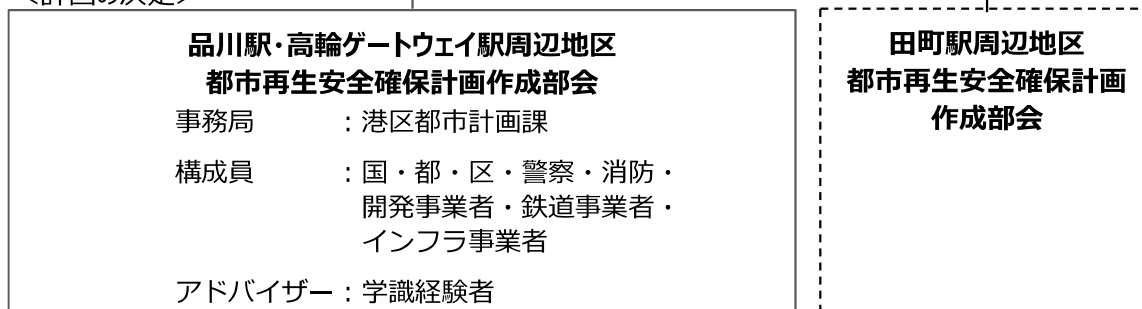 <計画の決定>
品川駅・高輪ゲートウェイ駅周辺地区
都市再生安全確保計画作成部会
事務局　　　：港区都市計画課
構成員　　　：国・都・区・警察・消防・
開発事業者・鉄道事業者・
インフラ事業者
アドバイザー：学識経験者
田町駅周辺地区
都市再生安全確保計画
作成部会